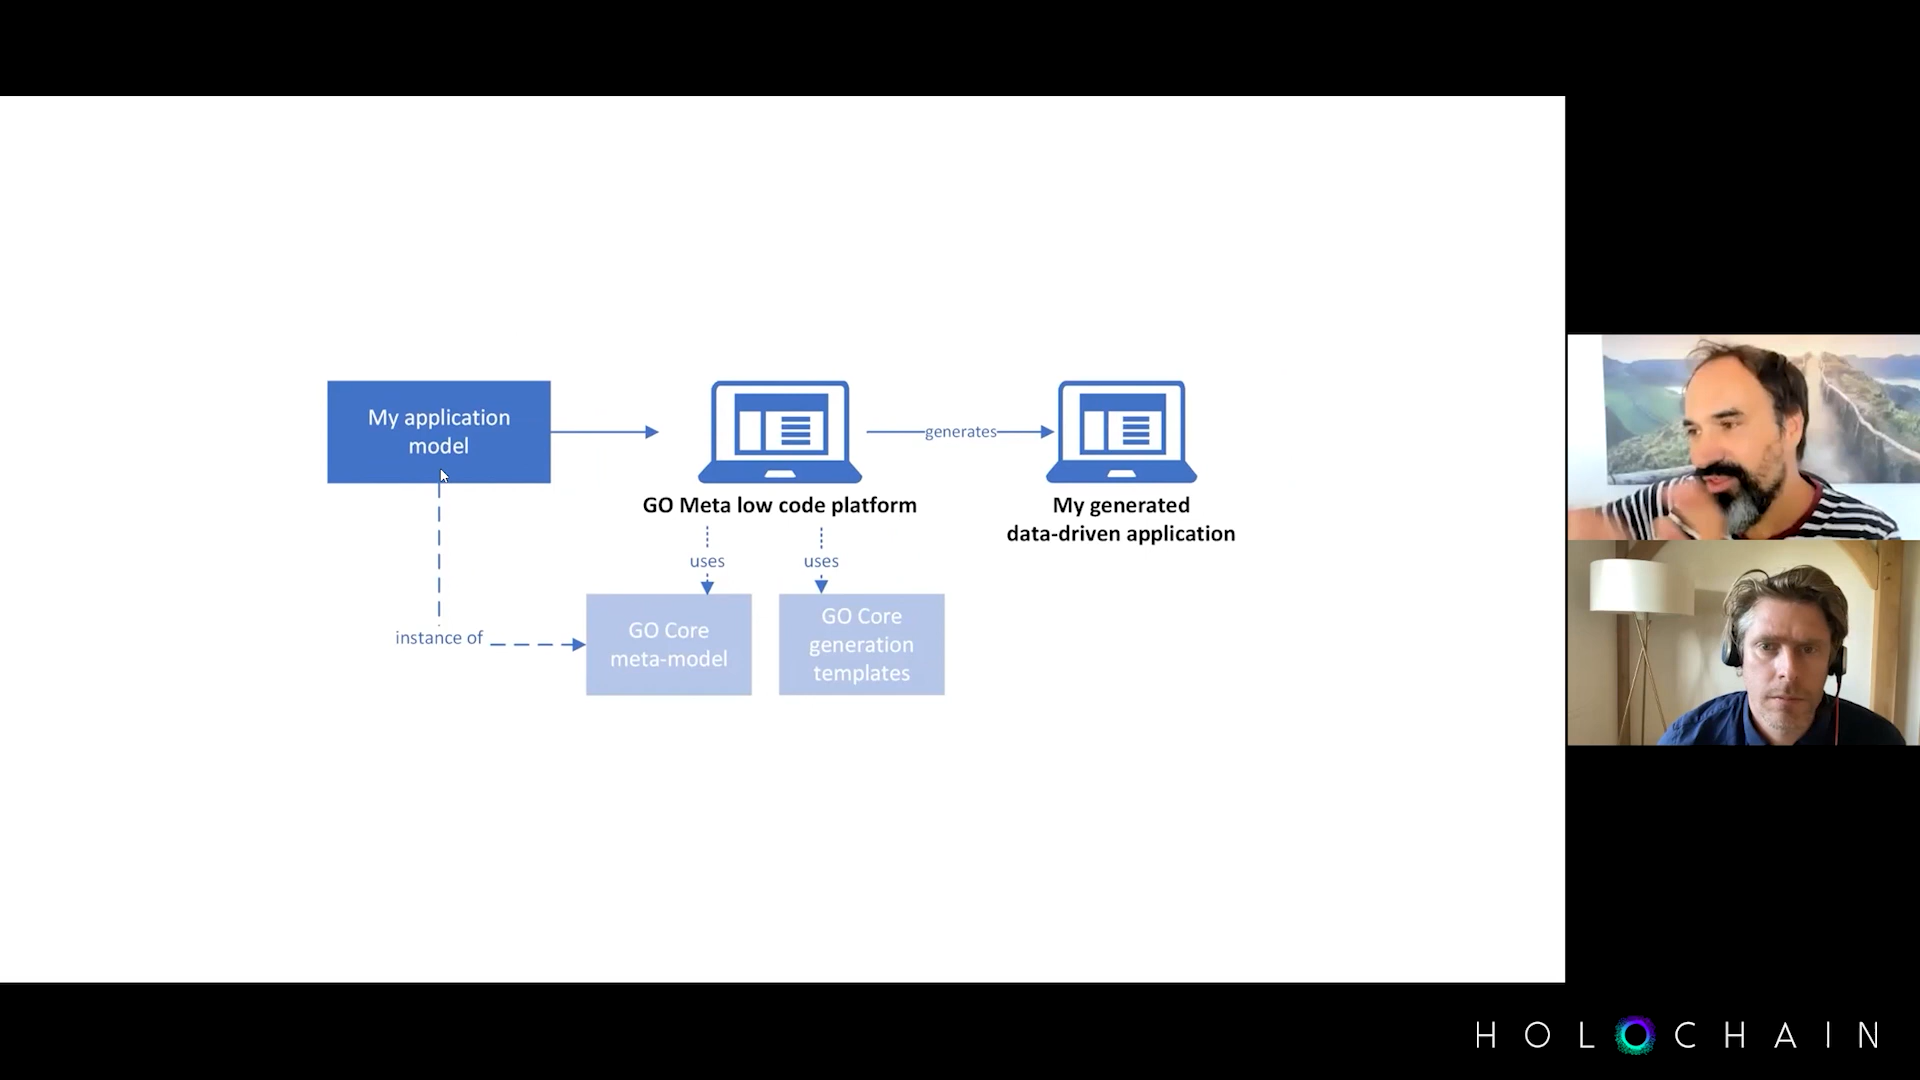 My application
model
generates
GO Meta low code platform
My generated
data-driven application
uses
uses
instance of
GO Core
meta-model
GO Core
generation
templates
HOLOCHAIN